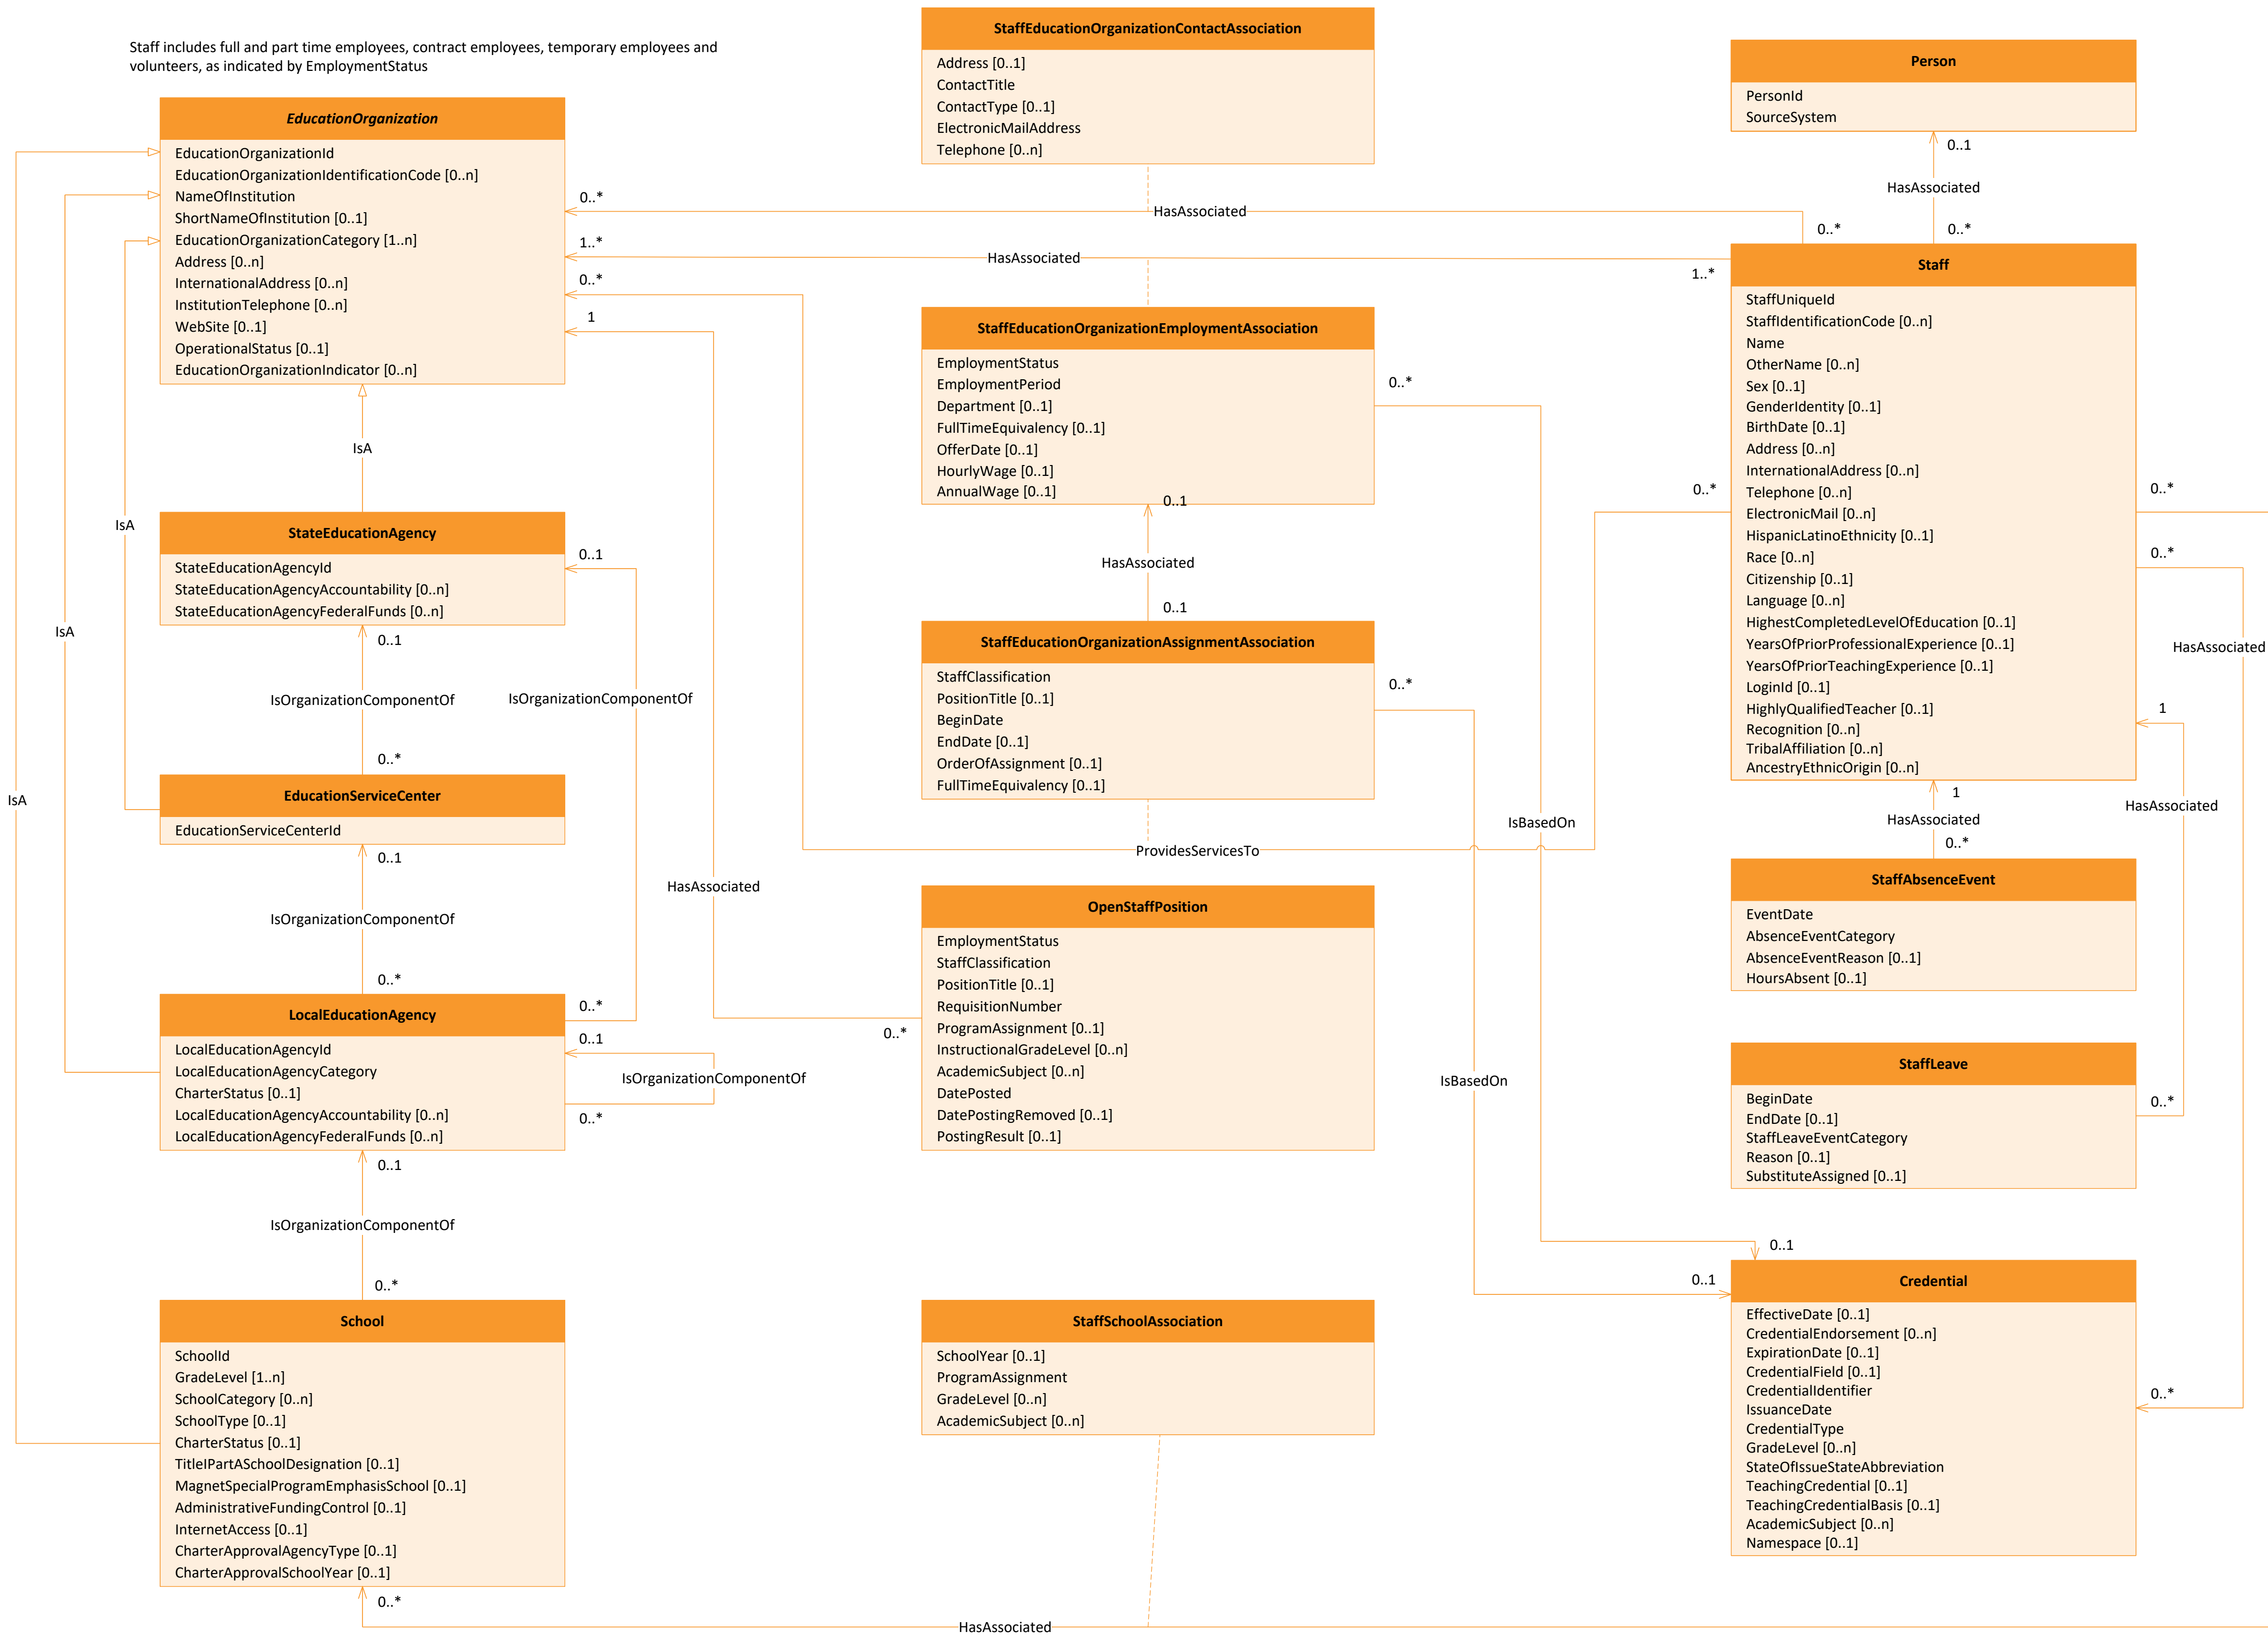 Staff includes full and part time employees, contract employees, temporary employees and
volunteers, as indicated by EmploymentStatus
EducationOrganization
EducationOrganizationId
EducationOrganizationIdentificationCode [0..n]
NameOfInstitution
ShortNameOfInstitution [0..1]
EducationOrganizationCategory [1..n]
Address [0..n]
InternationalAddress [0..n]
InstitutionTelephone [0..n]
WebSite [0..1]
OperationalStatus [0..1]
EducationOrganizationIndicator [0..n]
0..*
1..*
0..*
1
IsA
IsA
IsA
IsA
StateEducationAgency
StateEducationAgencyId
StateEducationAgencyAccountability [0..n]
StateEducationAgencyFederalFunds [0..n]
0..1
0..1
IsOrganizationComponentOf
IsOrganizationComponentOf
0..*
EducationServiceCenter
EducationServiceCenterId
0..1
IsOrganizationComponentOf
0..*
LocalEducationAgency
LocalEducationAgencyId
LocalEducationAgencyCategory
CharterStatus [0..1]
LocalEducationAgencyAccountability [0..n]
LocalEducationAgencyFederalFunds [0..n]
0..*
0..1
IsOrganizationComponentOf
0..*
0..1
IsOrganizationComponentOf
0..*
School
SchoolId
GradeLevel [1..n]
SchoolCategory [0..n]
SchoolType [0..1]
CharterStatus [0..1]
TitleIPartASchoolDesignation [0..1]
MagnetSpecialProgramEmphasisSchool [0..1]
AdministrativeFundingControl [0..1]
InternetAccess [0..1]
CharterApprovalAgencyType [0..1]
CharterApprovalSchoolYear [0..1]
0..*
StaffEducationOrganizationContactAssociation
Address [0..1]
ContactTitle
ContactType [0..1]
ElectronicMailAddress
Telephone [0..n]
HasAssociated
HasAssociated
StaffEducationOrganizationEmploymentAssociation
EmploymentStatus
EmploymentPeriod
Department [0..1]
FullTimeEquivalency [0..1]
OfferDate [0..1]
HourlyWage [0..1]
AnnualWage [0..1]
0..*
0..1
HasAssociated
0..1
StaffEducationOrganizationAssignmentAssociation
StaffClassification
PositionTitle [0..1]
BeginDate
EndDate [0..1]
OrderOfAssignment [0..1]
FullTimeEquivalency [0..1]
0..*
ProvidesServicesTo
IsBasedOn
IsBasedOn
HasAssociated
0..*
OpenStaffPosition
EmploymentStatus
StaffClassification
PositionTitle [0..1]
RequisitionNumber
ProgramAssignment [0..1]
InstructionalGradeLevel [0..n]
AcademicSubject [0..n]
DatePosted
DatePostingRemoved [0..1]
PostingResult [0..1]
StaffSchoolAssociation
SchoolYear [0..1]
ProgramAssignment
GradeLevel [0..n]
AcademicSubject [0..n]
HasAssociated
Person
PersonId
SourceSystem
0..1
HasAssociated
0..*
0..*
1..*
Staff
StaffUniqueId
StaffIdentificationCode [0..n]
Name
OtherName [0..n]
Sex [0..1]
GenderIdentity [0..1]
BirthDate [0..1]
Address [0..n]
InternationalAddress [0..n]
Telephone [0..n]
ElectronicMail [0..n]
HispanicLatinoEthnicity [0..1]
Race [0..n]
Citizenship [0..1]
Language [0..n]
HighestCompletedLevelOfEducation [0..1]
YearsOfPriorProfessionalExperience [0..1]
YearsOfPriorTeachingExperience [0..1]
LoginId [0..1]
HighlyQualifiedTeacher [0..1]
Recognition [0..n]
TribalAffiliation [0..n]
AncestryEthnicOrigin [0..n]
0..*
0..*
0..*
HasAssociated
1
HasAssociated
1
HasAssociated
0..*
StaffAbsenceEvent
EventDate
AbsenceEventCategory
AbsenceEventReason [0..1]
HoursAbsent [0..1]
StaffLeave
BeginDate
EndDate [0..1]
StaffLeaveEventCategory
Reason [0..1]
SubstituteAssigned [0..1]
0..*
0..1
0..1
Credential
EffectiveDate [0..1]
CredentialEndorsement [0..n]
ExpirationDate [0..1]
CredentialField [0..1]
CredentialIdentifier
IssuanceDate
CredentialType
GradeLevel [0..n]
StateOfIssueStateAbbreviation
TeachingCredential [0..1]
TeachingCredentialBasis [0..1]
AcademicSubject [0..n]
Namespace [0..1]
0..*